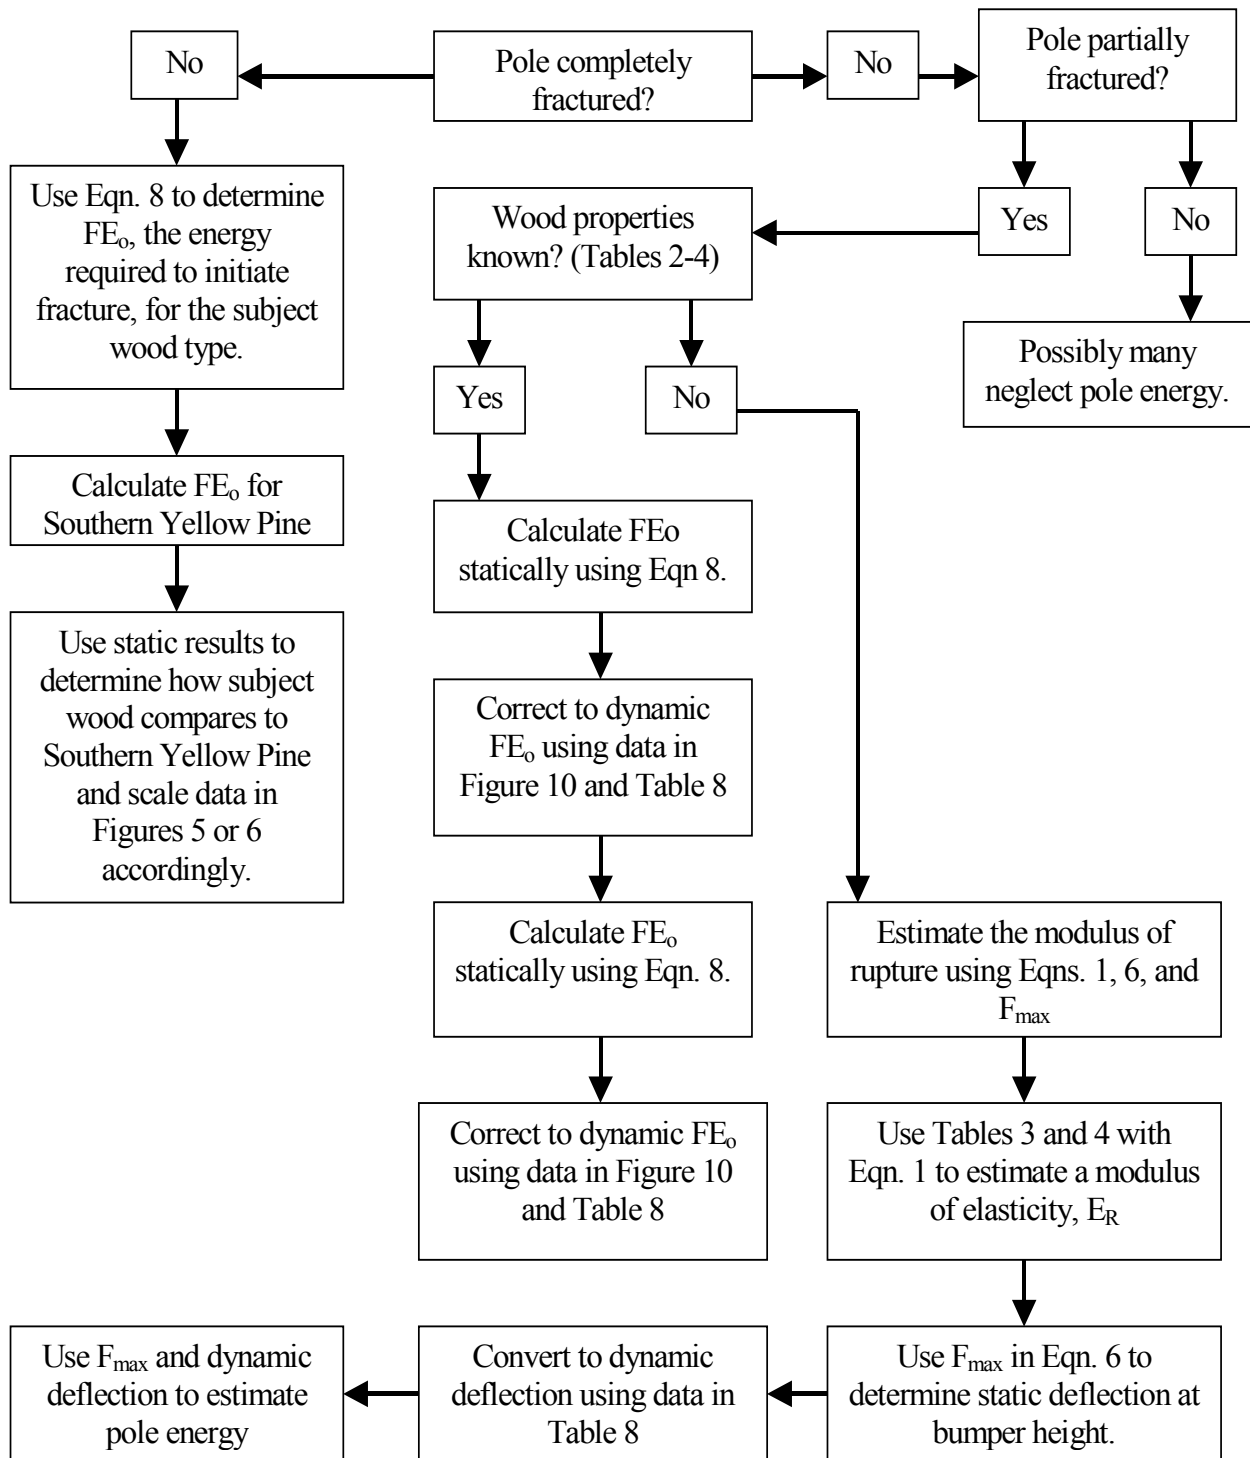 No
Pole completely
fractured?
No
Pole partially
fractured?
Use Eqn. 8 to determine
FEo, the energy
required to initiate
fracture, for the subject
wood type.
Wood properties
known? (Tables 2-4)
Yes
No
Possibly many
neglect pole energy.
Yes
No
Calculate FEo for
Southern Yellow Pine
Calculate FEo
statically using Eqn 8.
Use static results to
determine how subject
wood compares to
Southern Yellow Pine
and scale data in
Figures 5 or 6
accordingly.
Correct to dynamic
FEo using data in
Figure 10 and Table 8
Calculate FEo
statically using Eqn. 8.
Estimate the modulus of
rupture using Eqns. 1, 6, and
Fmax
Correct to dynamic FEo
using data in Figure 10
and Table 8
Use Tables 3 and 4 with
Eqn. 1 to estimate a modulus
of elasticity, ER
Use Fmax and dynamic
deflection to estimate
pole energy
Convert to dynamic
deflection using data in
Table 8
Use Fmax in Eqn. 6 to
determine static deflection at
bumper height.